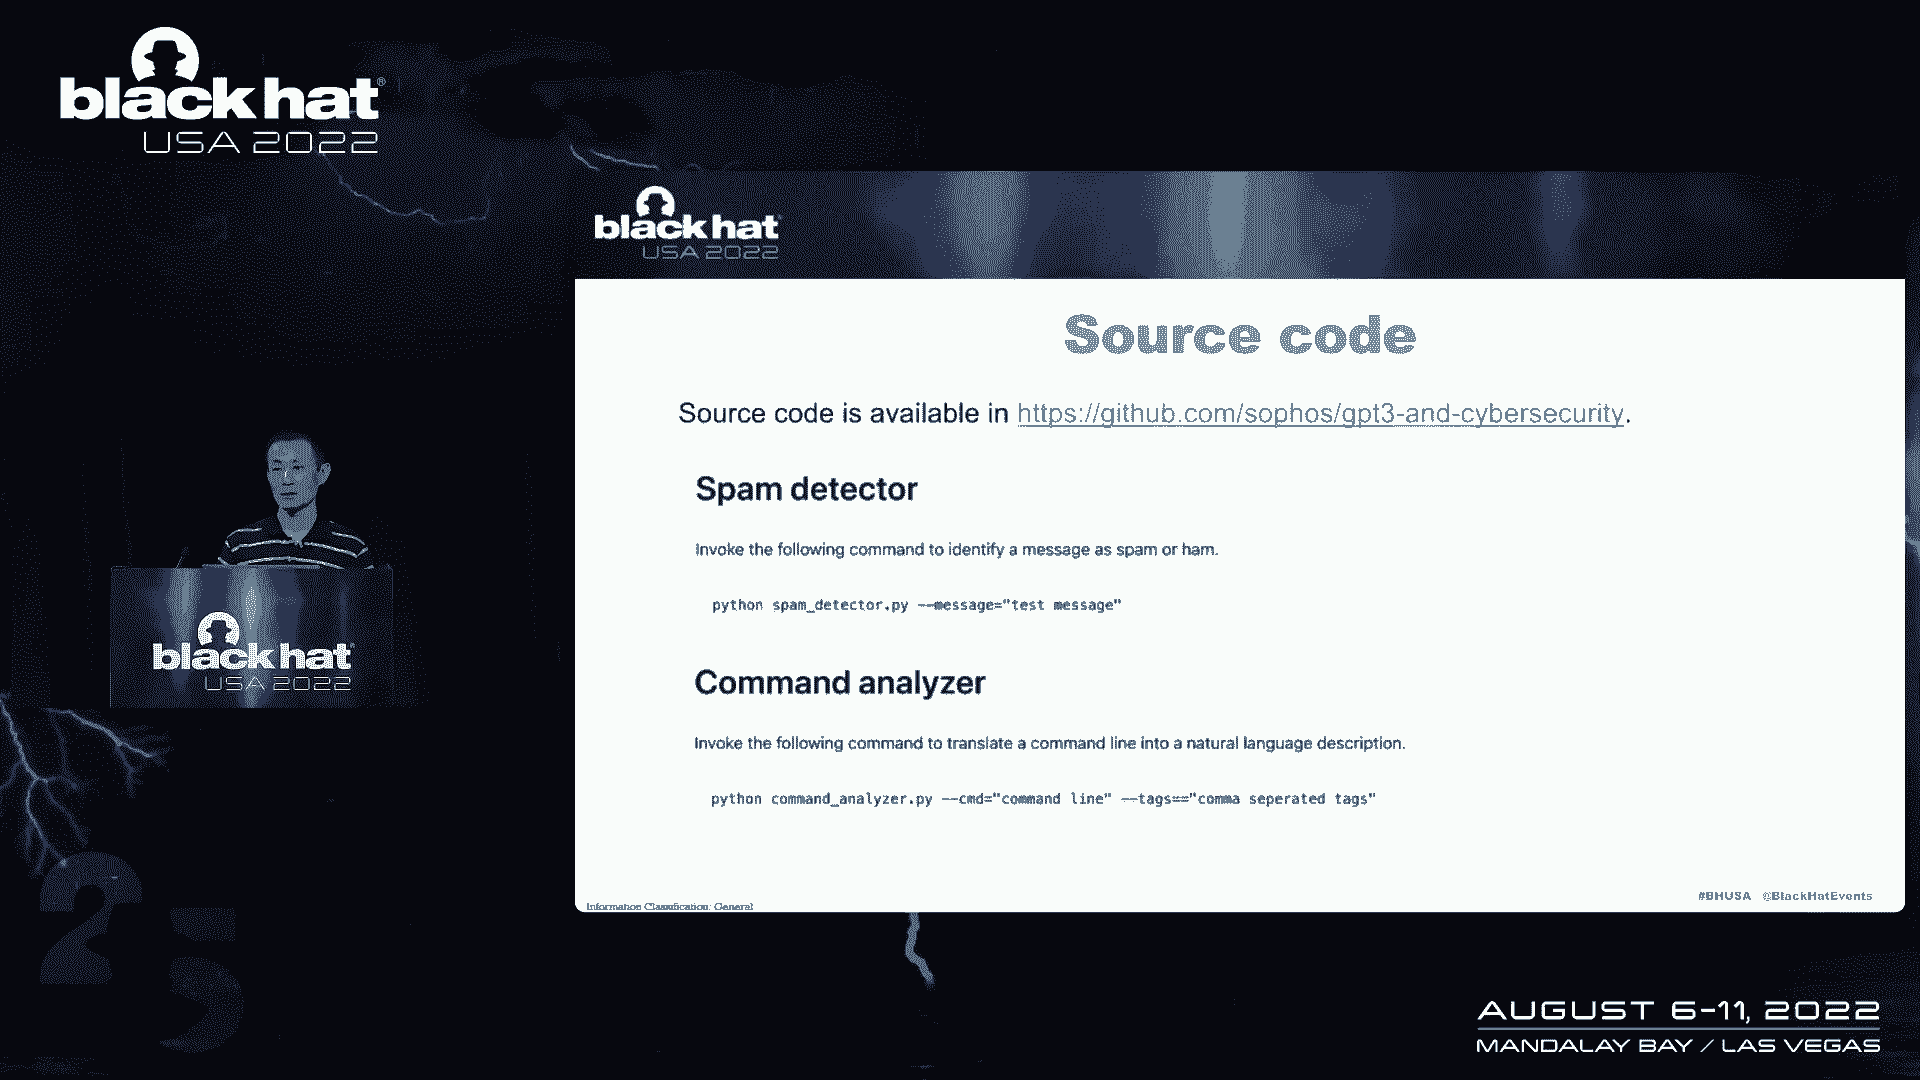 black hat®
USA 2022
black hat®
USA 2022
Source code
Source code is available in https://github.com/sophos/gpt3-and-cybersecurity.
Spam detector
Invoke the following command to identify a message as spam or ham.
python spam_detector.py --message="test message"
Command analyzer
Invoke the following command to translate a command line into a natural language description.
python command_analyzer.py --cmd="command line" --tags=="comma seperated tags"
Information Classification: General
#BHUSA @BlackHatEvents
black hat®
USA 2022
25
AUGUST 6-11, 2022
MANDALAY BAY / LAS VEGAS